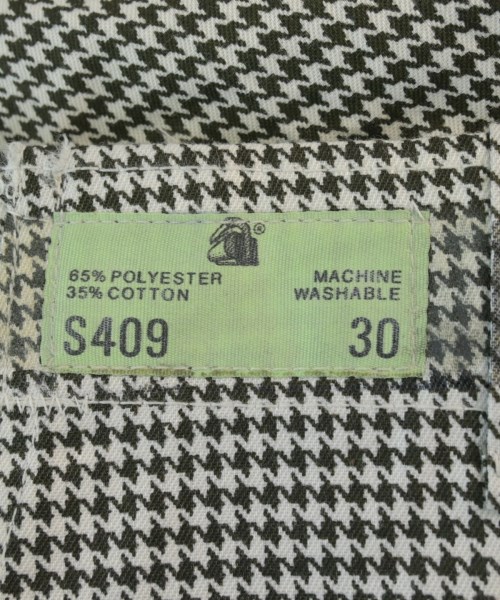 ®
65% POLYESTER MACHINE
35% COTTON WASHABLE
S409 30